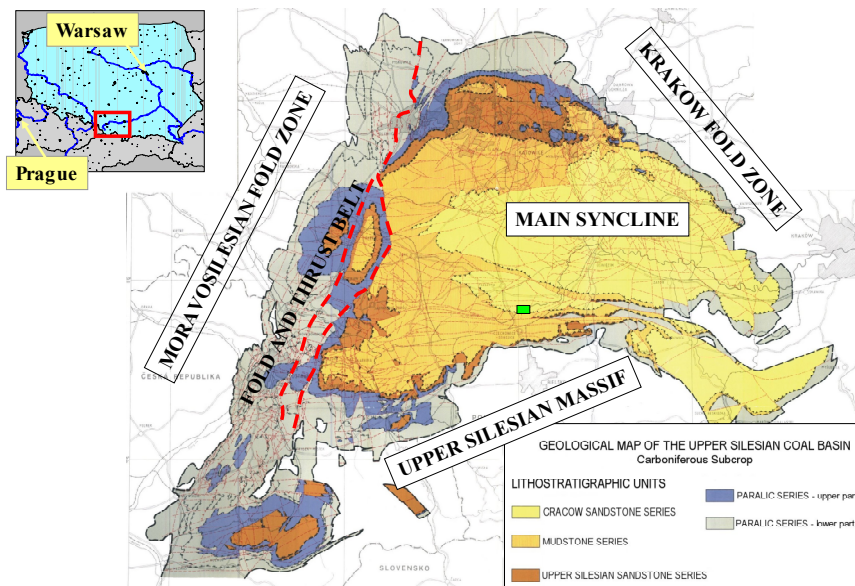 Warsaw
Prague
MORAVOSILESIAN FOLD ZONE
FOLD AND THRUST BELT
KRAKOW FOLD ZONE
MAIN SYNCLINE
UPPER SILESIAN MASSIF
ČESKÁ REPUBLIKA
SLOVENSKO
GEOLOGICAL MAP OF THE UPPER SILESIAN COAL BASIN
Carboniferous Subcrop
LITHOSTRATIGRAPHIC UNITS
CRACOW SANDSTONE SERIES
MUDSTONE SERIES
UPPER SILESIAN SANDSTONE SERIES
PARALIC SERIES - upper par
PARALIC SERIES - lower part